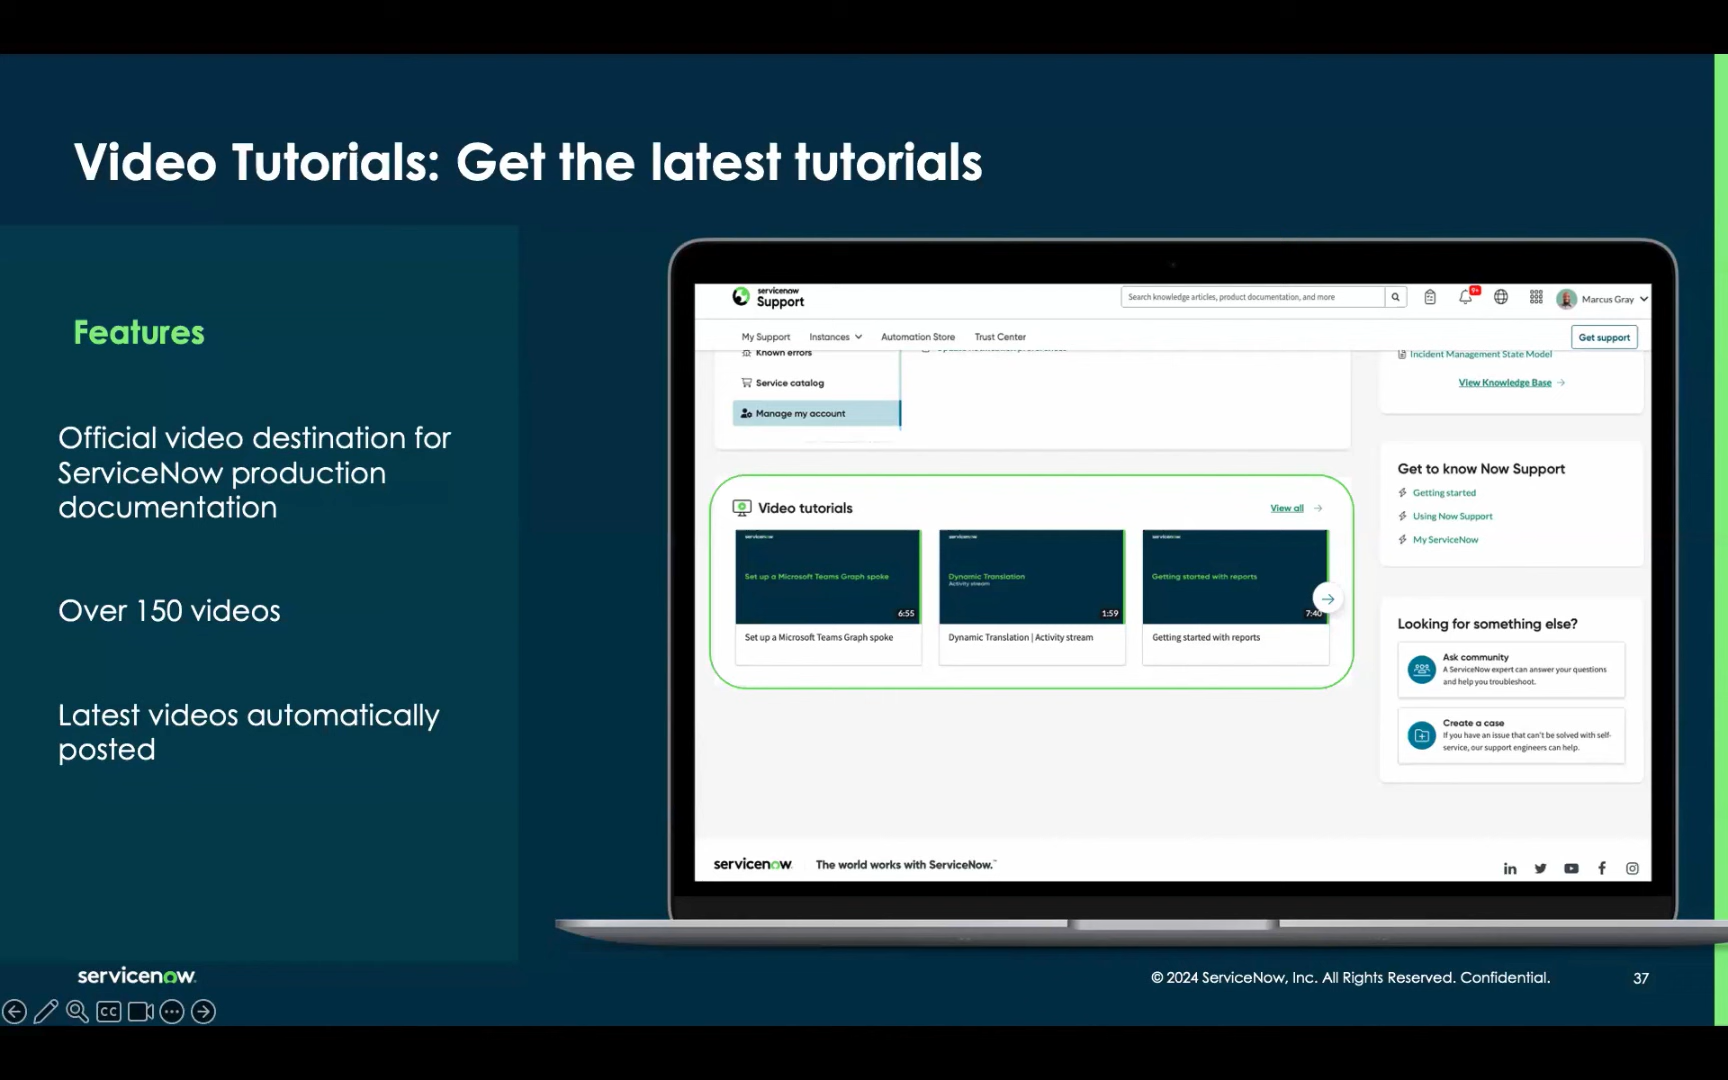 Video Tutorials: Get the latest tutorials
Features
Official video destination for
ServiceNow production
documentation
Over 150 videos
Latest videos automatically
posted
servicenow
Support
Search knowledge articles, product documentation, and more
9+
Marcus Gray
My Support
Instances
Automation Store
Trust Center
Get support
Known errors
Service catalog
Manage my account
Incident Management State Model
View Knowledge Base
Video tutorials
View all
servicenow
Set up a Microsoft Teams Graph spoke
6:55
Set up a Microsoft Teams Graph spoke
servicenow
Dynamic Translation
Activity stream
1:59
Dynamic Translation | Activity stream
servicenow
Getting started with reports
7:40
Getting started with reports
Get to know Now Support
Getting started
Using Now Support
My ServiceNow
Looking for something else?
Ask community
A ServiceNow expert can answer your questions
and help you troubleshoot.
Create a case
If you have an issue that can't be solved with self-
service, our support engineers can help.
servicenow
The world works with ServiceNow.™
servicenow
© 2024 ServiceNow, Inc. All Rights Reserved. Confidential.
37
CC